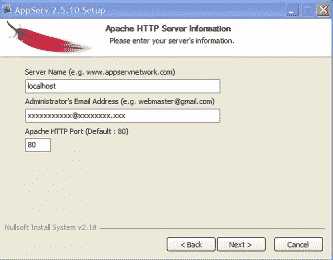 AppServ 2.5.10 Setup
Apache HTTP Server Information
Please enter your server's information.
Server Name (e.g. www.appservnetwork.com)
localhost
Administrator's Email Address (e.g. webmaster@gmail.com)
xxxxxxxxxxx@xxxxxxxx.xxx
Apache HTTP Port (Default : 80)
80
Nullsoft Install System v2.18
< Back
Next >
Cancel